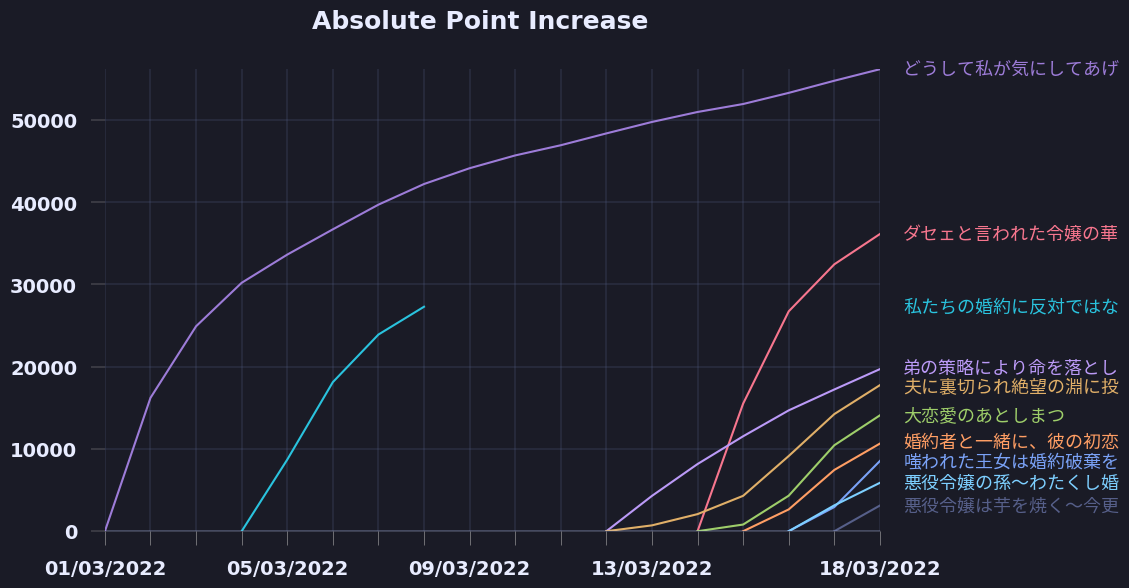 Absolute Point Increase
どうして私が気にしてあげ
50000
40000
ダセェと言われた令嬢の華
30000
私たちの婚約に反対ではな
20000
弟の策略により命を落とし
夫に裏切られ絶望の淵に投
大恋愛のあとしまつ
10000
婚約者と一緒に、彼の初恋
嗤われた王女は婚約破棄を
悪役令嬢の孫〜わたくし婚
悪役令嬢は芋を焼く〜今更
0
01/03/2022
05/03/2022
09/03/2022
13/03/2022
18/03/2022